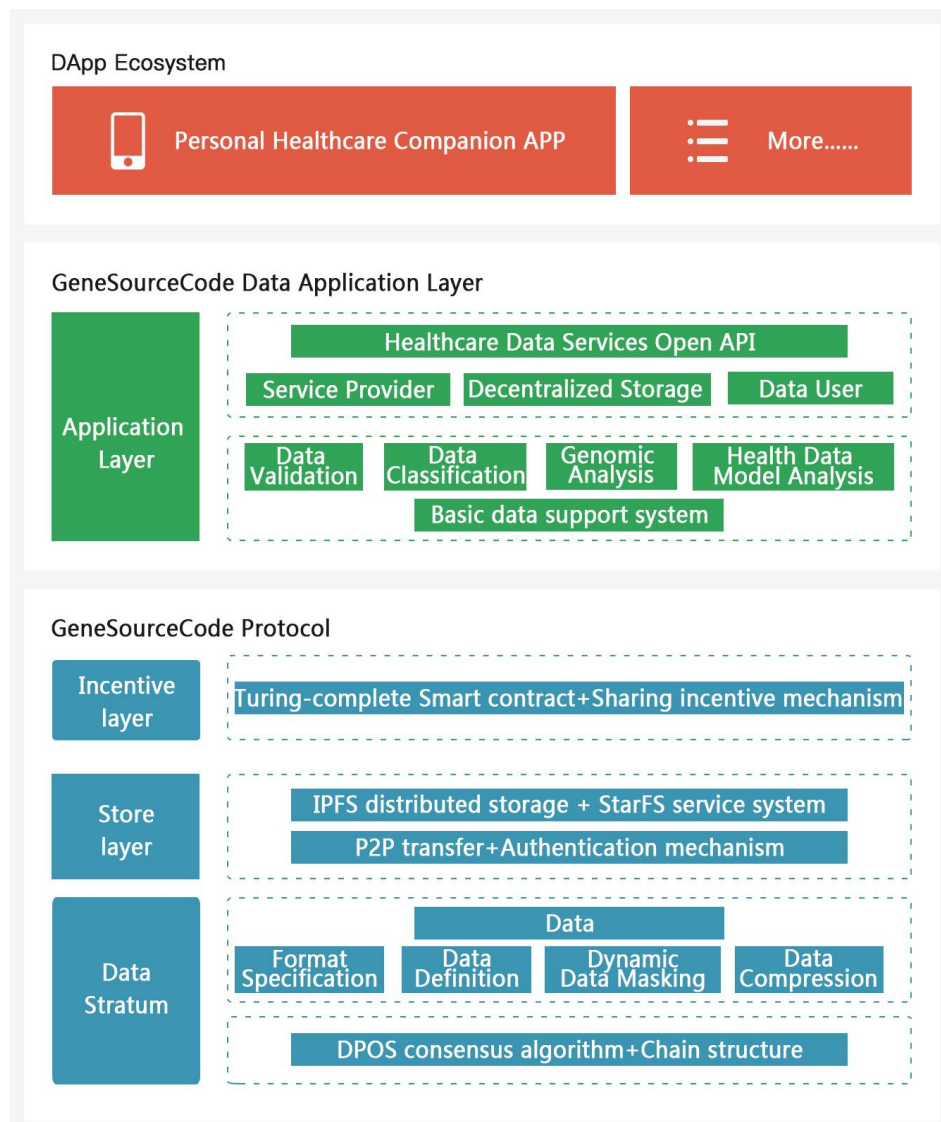 DApp Ecosystem
Personal Healthcare Companion APP
More......
GeneSourceCode Data Application Layer
Application
Layer
Healthcare Data Services Open API
Service Provider
Decentralized Storage
Data User
Data
Validation
Data
Classification
Genomic
Analysis
Health Data
Model Analysis
Basic data support system
GeneSourceCode Protocol
Incentive
layer
Turing-complete Smart contract+Sharing incentive mechanism
Store
layer
IPFS distributed storage + StarFS service system
P2P transfer+Authentication mechanism
Data
Stratum
Data
Format
Specification
Data
Definition
Dynamic
Data Masking
Data
Compression
DPOS consensus algorithm+Chain structure